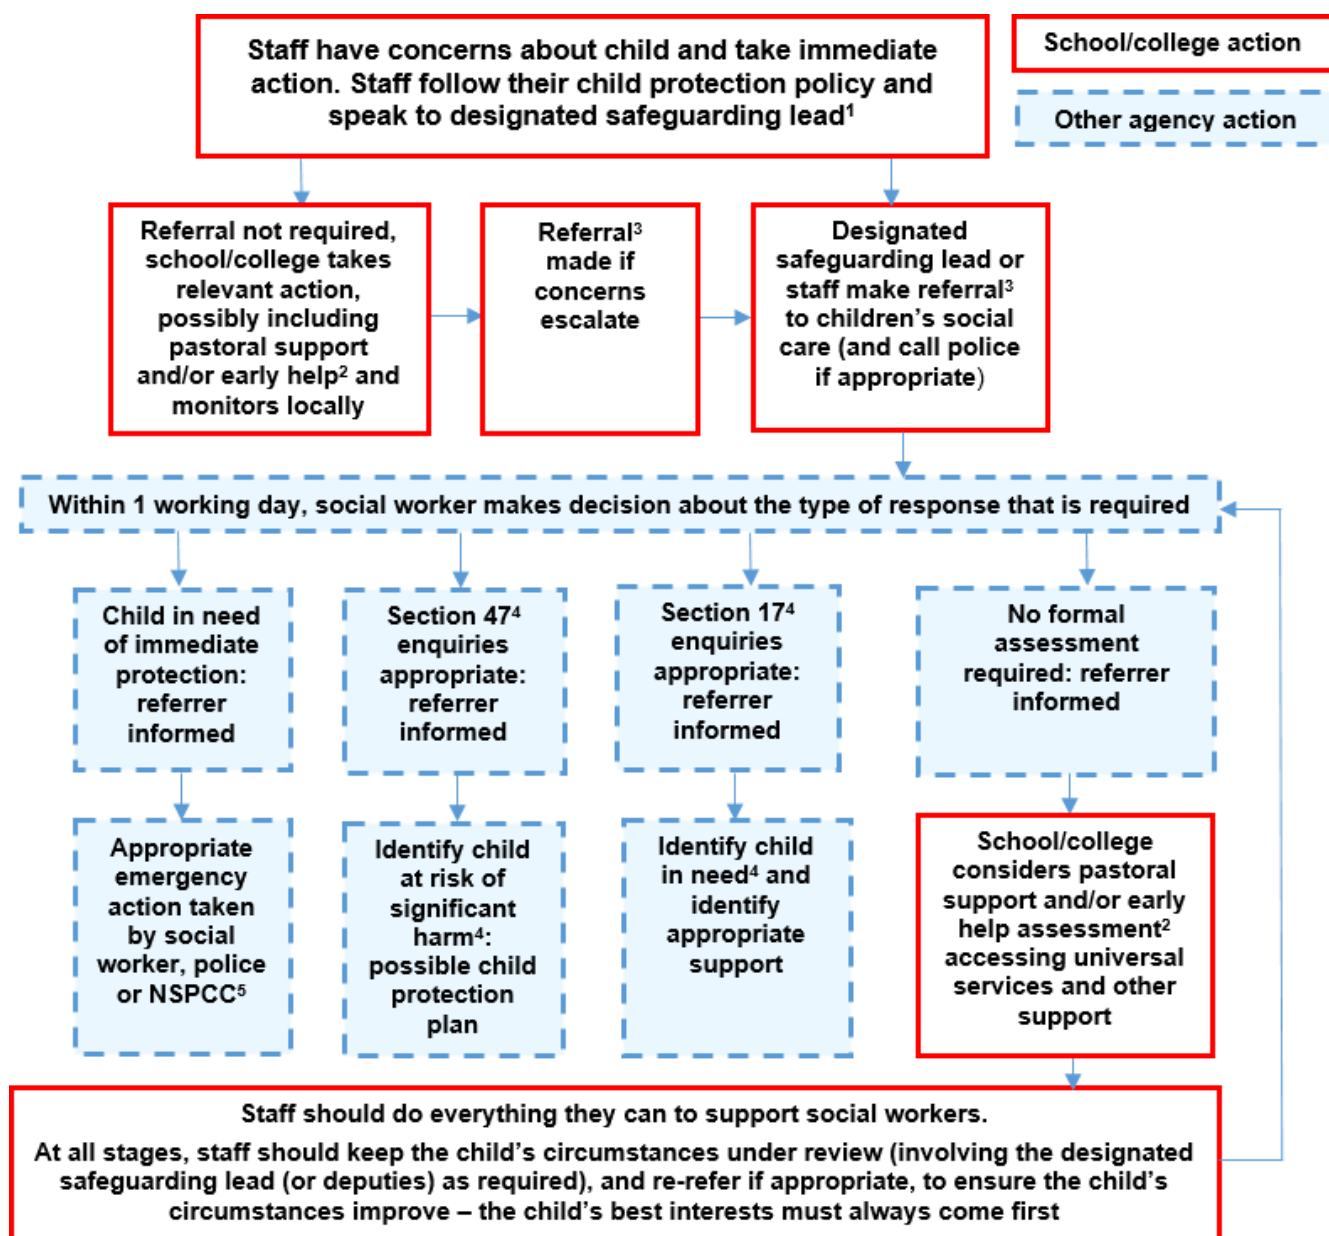 Staff have concerns about child and take immediate
action. Staff follow their child protection policy and
speak to designated safeguarding lead¹
School/college action
Other agency action
Referral not required,
school/college takes
relevant action,
possibly including
pastoral support
and/or early help² and
monitors locally
Referral³
made if
concerns
escalate
Designated
safeguarding lead or
staff make referral³
to children's social
care (and call police
if appropriate)
Within 1 working day, social worker makes decision about the type of response that is required
Child in need
of immediate
protection:
referrer
informed
Section 47⁴
enquiries
appropriate:
referrer
informed
Section 17⁴
enquiries
appropriate:
referrer
informed
No formal
assessment
required: referrer
informed
Appropriate
emergency
action taken
by social
worker, police
or NSPCC⁵
Identify child
at risk of
significant
harm⁴:
possible child
protection
plan
Identify child
in need⁴ and
identify
appropriate
support
School/college
considers pastoral
support and/or early
help assessment²
accessing universal
services and other
support
Staff should do everything they can to support social workers.
At all stages, staff should keep the child's circumstances under review (involving the designated
safeguarding lead (or deputies) as required), and re-refer if appropriate, to ensure the child's
circumstances improve – the child's best interests must always come first